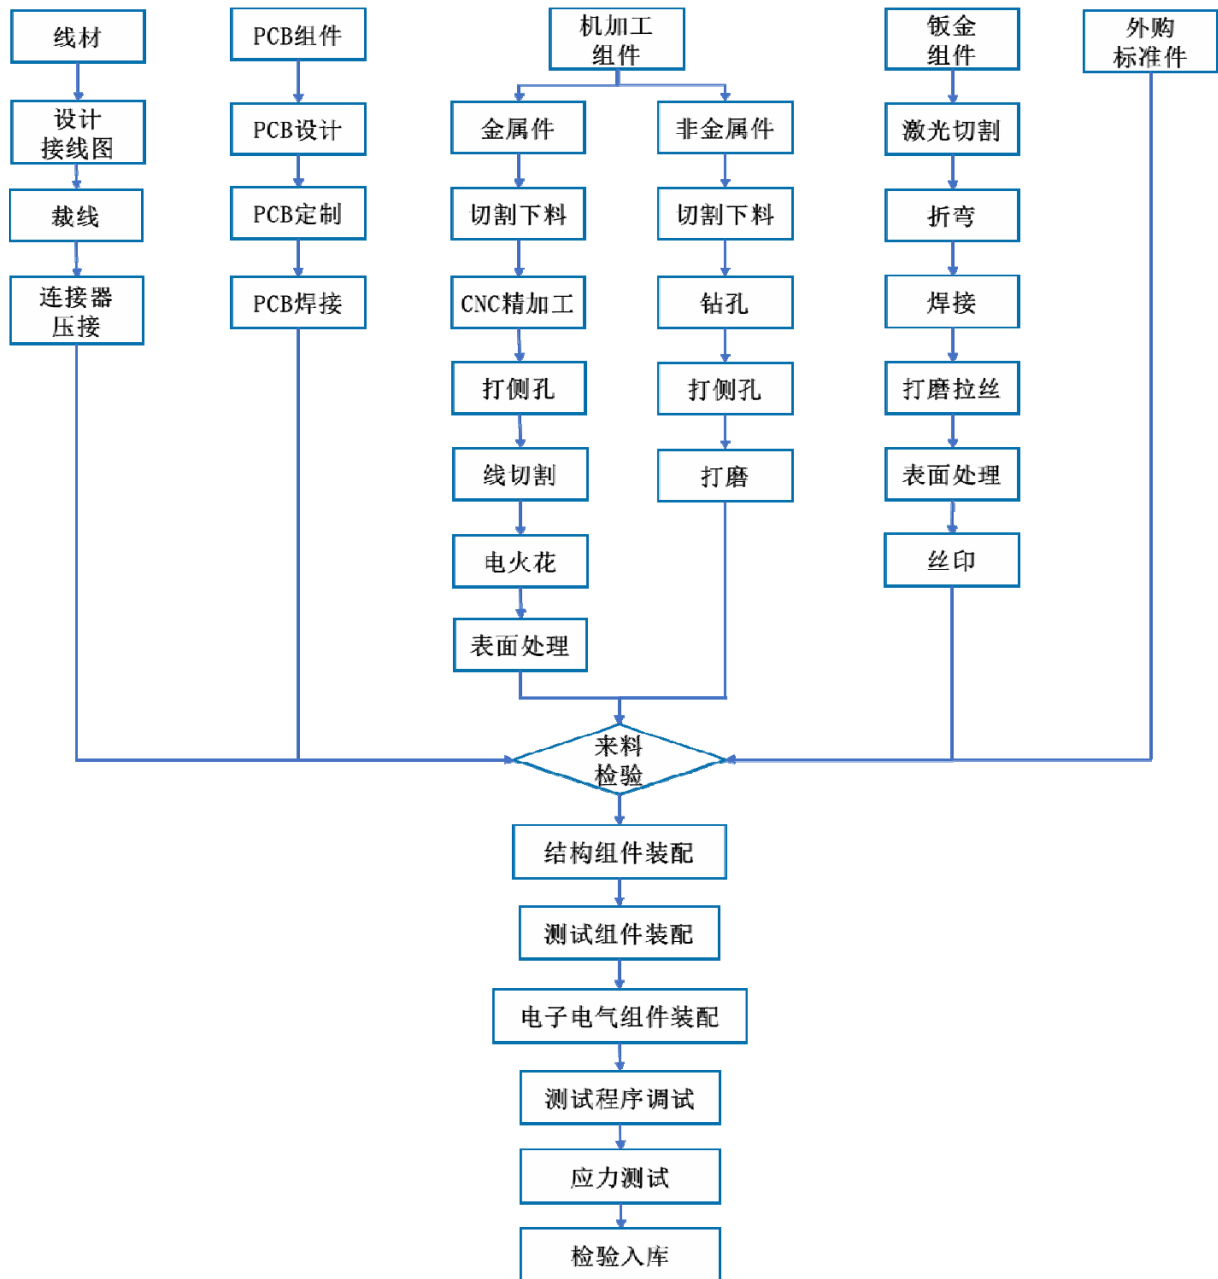 线材
PCB组件
机加工
组件
钣金
组件
外购
标准件
设计
接线图
PCB设计
金属件
非金属件
激光切割
裁线
PCB定制
切割下料
切割下料
折弯
连接器
压接
PCB焊接
CNC精加工
钻孔
焊接
打侧孔
打侧孔
打磨拉丝
线切割
打磨
表面处理
电火花
丝印
表面处理
来料
检验
结构组件装配
测试组件装配
电子电气组件装配
测试程序调试
应力测试
检验入库